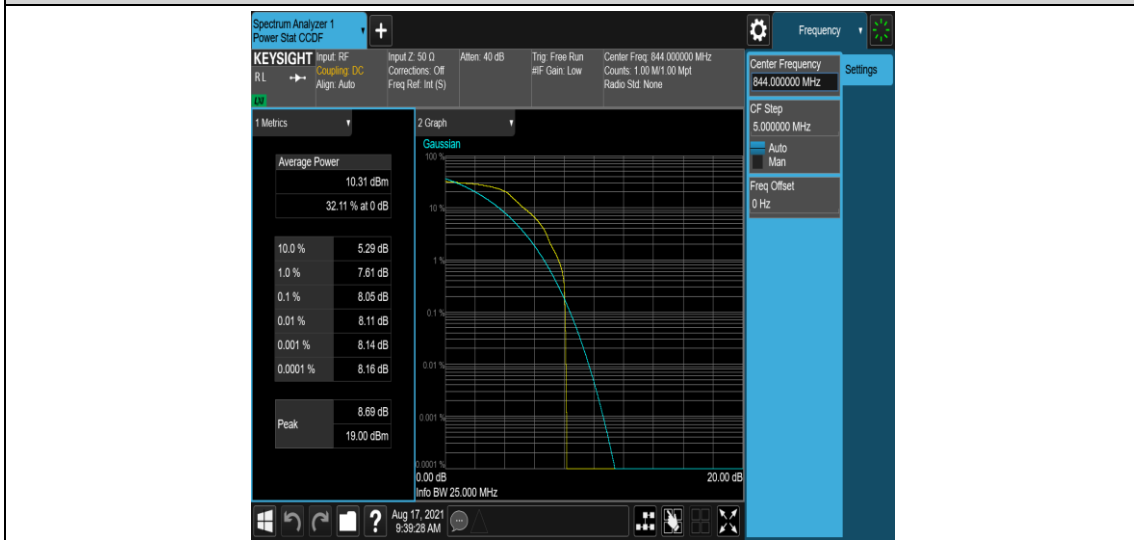 Spectrum Analyzer 1
Power Stat CCDF
+
Frequency
KEYSIGHT
RL
Input: RF
Coupling: DC
Align: Auto
Input Z: 50 Ω
Corrections: Off
Freq Ref: Int (S)
Atten: 40 dB
Trig: Free Run
#IF Gain: Low
Center Freq: 844.000000 MHz
Counts: 1.00 M/1.00 Mpt
Radio Std: None
Center Frequency
844.000000 MHz
Settings
CF Step
5.000000 MHz
Auto
Man
Freq Offset
0 Hz
1 Metrics
Average Power
10.31 dBm
32.11 % at 0 dB
10.0 % 5.29 dB
1.0 % 7.61 dB
0.1 % 8.05 dB
0.01 % 8.11 dB
0.001 % 8.14 dB
0.0001 % 8.16 dB
Peak
8.69 dB
19.00 dBm
2 Graph
Gaussian
100 %
10 %
1 %
0.1 %
0.01 %
0.001 %
0.0001 %
0.00 dB 20.00 dB
Info BW 25.000 MHz
?
Aug 17, 2021
9:39:28 AM